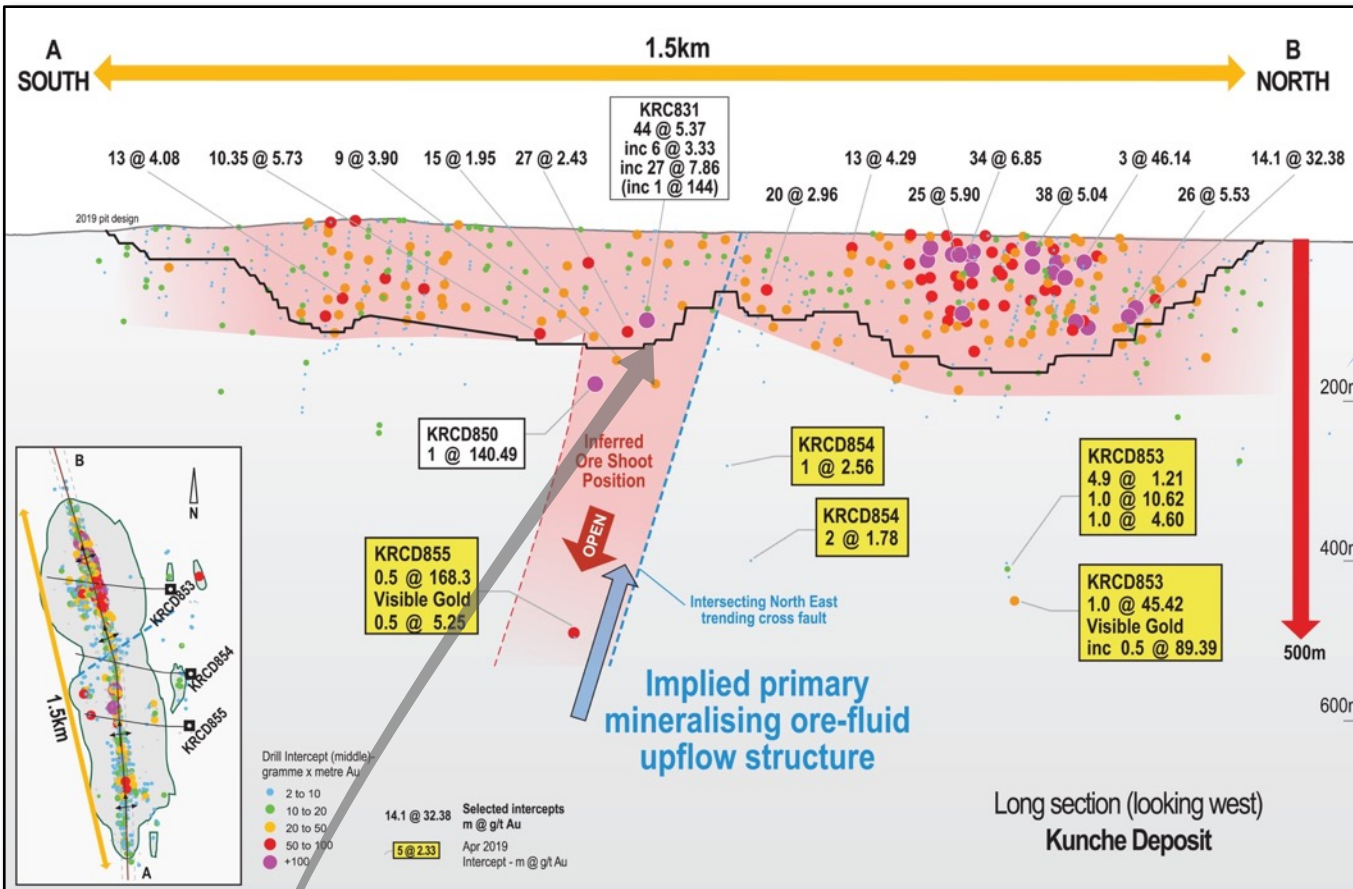 A
SOUTH
1.5km
B
NORTH
KRC831
44 @ 5.37
inc 6 @ 3.33
inc 27 @ 7.86
(inc 1 @ 144)
13 @ 4.08
10.35 @ 5.73
9 @ 3.90
15 @ 1.95
27 @ 2.43
13 @ 4.29
34 @ 6.85
3 @ 46.14
14.1 @ 32.38
20 @ 2.96
25 @ 5.90
38 @ 5.04
26 @ 5.53
2019 pit design
200m
KRCD850
1 @ 140.49
Inferred
Ore Shoot
Position
OPEN
KRCD854
1 @ 2.56
KRCD854
2 @ 1.78
KRCD853
4.9 @ 1.21
1.0 @ 10.62
1.0 @ 4.60
400m
KRCD855
0.5 @ 168.3
Visible Gold
0.5 @ 5.25
Intersecting North East
trending cross fault
KRCD853
1.0 @ 45.42
Visible Gold
inc 0.5 @ 89.39
500m
600m
Implied primary
mineralising ore-fluid
upflow structure
B
N
KRCD853
KRCD854
KRCD855
1.5km
A
Drill Intercept (middle)-
gramme x metre Au
2 to 10
10 to 20
20 to 50
50 to 100
+100
14.1 @ 32.38
Selected intercepts
m @ g/t Au
5 @ 2.33
Apr 2019
Intercept - m @ g/t Au
Long section (looking west)
Kunche Deposit